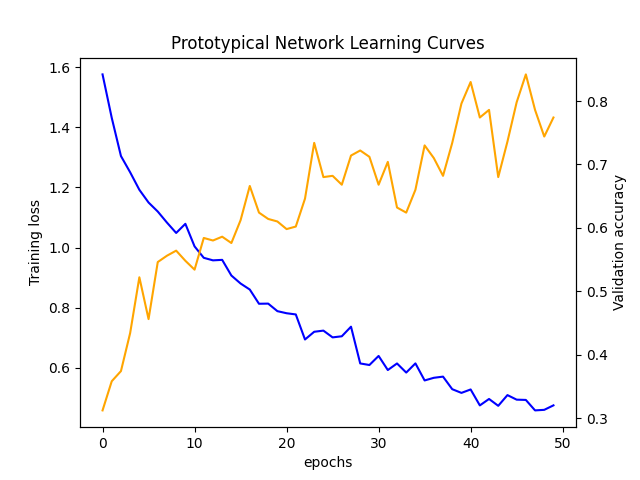 Prototypical Network Learning Curves
1.6
1.4
1.2
1.0
0.8
0.6
Training loss
0.8
0.7
0.6
0.5
0.4
0.3
Validation accuracy
0 10 20 30 40 50
epochs